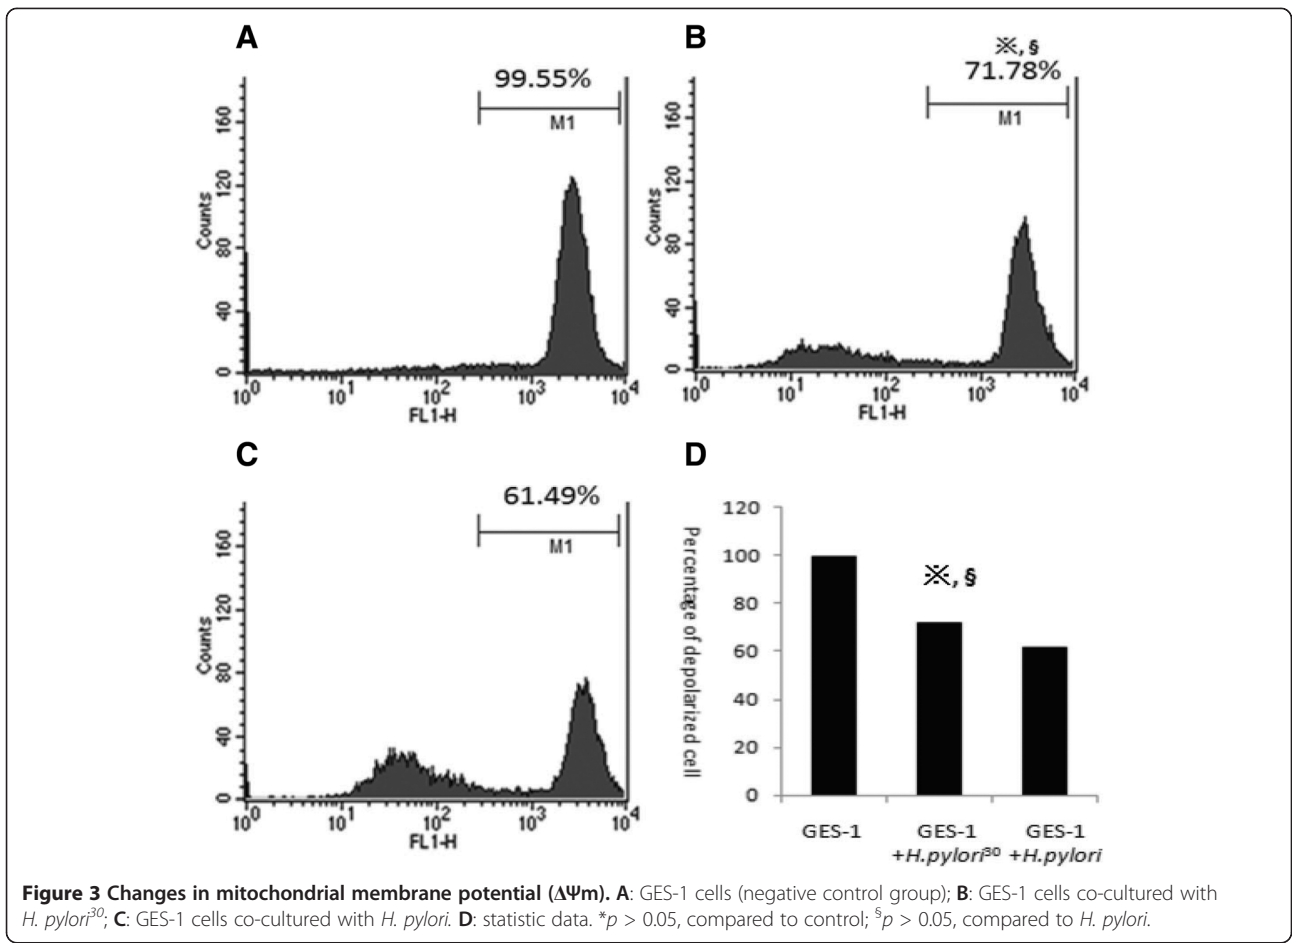 A
99.55%
M1
Counts
160
120
80
40
0
10⁰ 10¹ 10² 10³ 10⁴
FL1-H
B
※, §
71.78%
M1
Counts
160
120
80
40
0
10⁰ 10¹ 10² 10³ 10⁴
FL1-H
C
61.49%
M1
Counts
160
120
80
40
0
10⁰ 10¹ 10² 10³ 10⁴
FL1-H
D
Percentage of depolarized cell
120
100
80
60
40
20
0
※, §
GES-1 GES-1 GES-1
+H.pylori³⁰ +H.pylori
Figure 3 Changes in mitochondrial membrane potential (ΔΨm). A: GES-1 cells (negative control group); B: GES-1 cells co-cultured with
H. pylori³⁰; C: GES-1 cells co-cultured with H. pylori. D: statistic data. *p > 0.05, compared to control; §p > 0.05, compared to H. pylori.